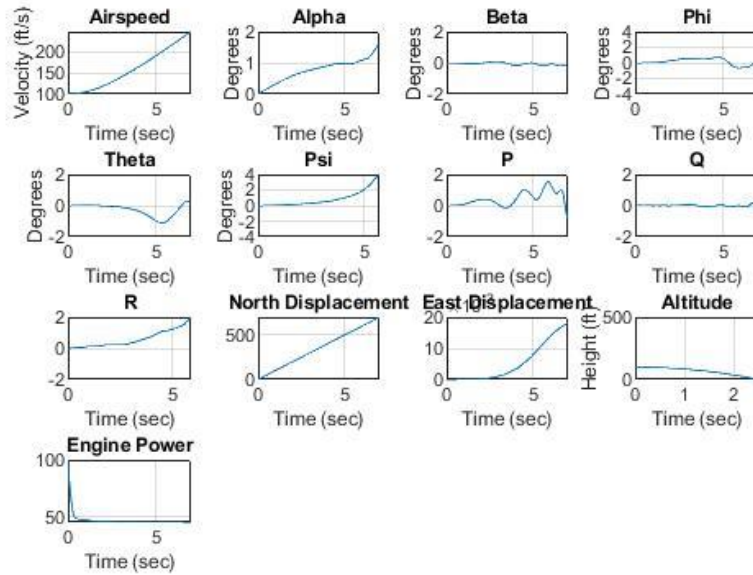 Airspeed
Velocity (ft/s)
200
150
100
0
5
Time (sec)
Alpha
Degrees
2
1
0
0
5
Time (sec)
Beta
Degrees
2
0
-2
0
5
Time (sec)
Phi
Degrees
4
2
0
-2
-4
0
5
Time (sec)
Theta
Degrees
2
0
-2
0
5
Time (sec)
Psi
Degrees
4
2
0
-2
-4
0
5
Time (sec)
P
2
0
-2
0
5
Time (sec)
Q
2
0
-2
0
5
Time (sec)
R
2
0
-2
0
5
Time (sec)
North Displacement
500
0
0
5
Time (sec)
East Displacement
20
10
0
0
5
Time (sec)
Altitude
Height (ft)
500
0
0
1
2
Time (sec)
Engine Power
100
50
0
5
Time (sec)